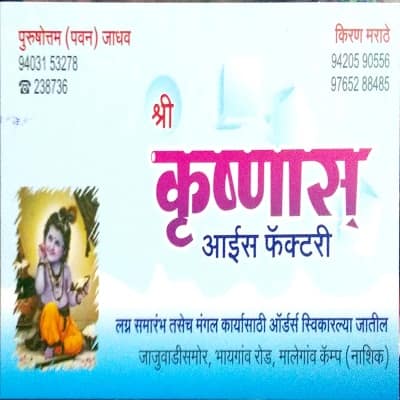 पुरुषोत्तम (पवन) जाधव
94031 53278
☎ 238736
किरण मराठे
94205 90556
97652 88485
श्री
कृष्णास्
आईस फॅक्टरी
लग्न समारंभ तसेच मंगल कार्यासाठी ऑर्डर्स स्विकारल्या जातील
जाजुवाडीसमोर, भायगांव रोड, मालेगांव कॅम्प (नाशिक)